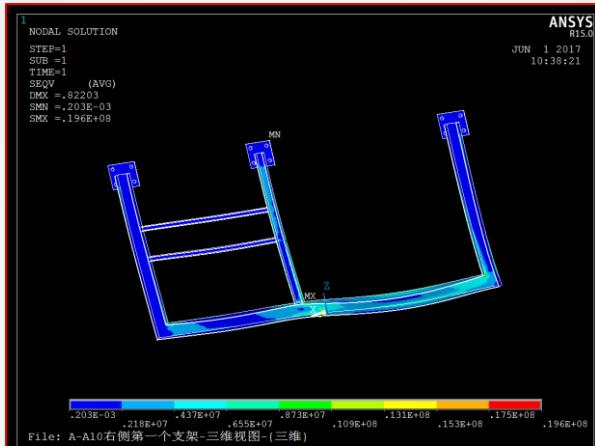 1
NODAL SOLUTION
ANSYS
R15.0
STEP=1
SUB =1
TIME=1
SEQV (AVG)
DMX =.82203
SMN =.203E-03
SMX =.196E+08
JUN 1 2017
10:38:21
MN
MX
Z
.203E-03 .437E+07 .873E+07 .131E+08 .175E+08
.218E+07 .655E+07 .109E+08 .153E+08 .196E+08
File: A-A10右侧第一个支架-三维视图-{三维}